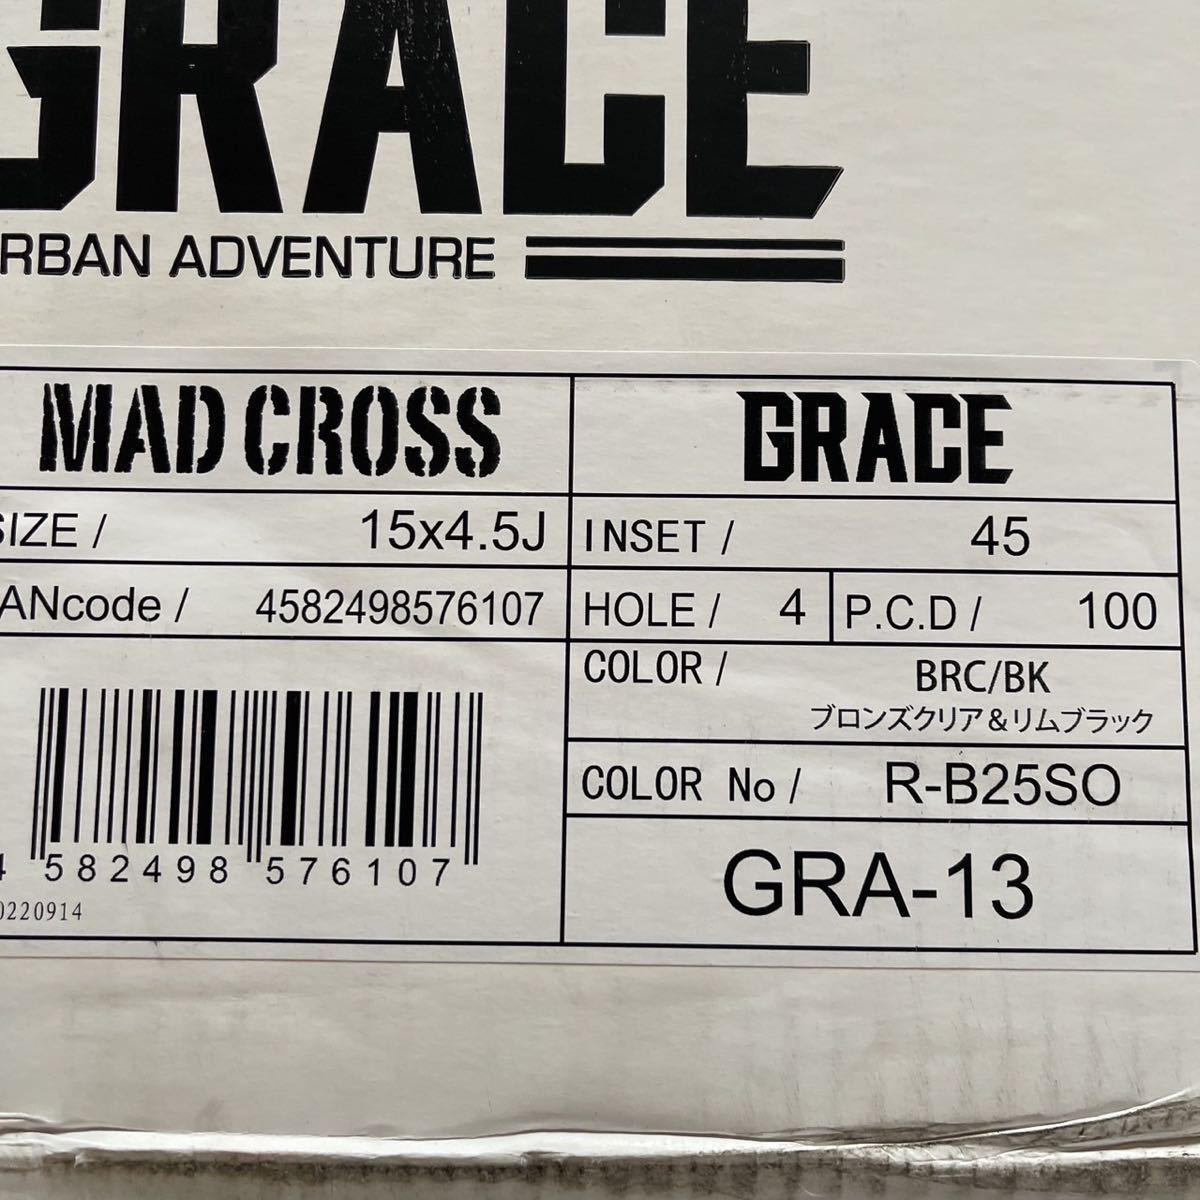 GRACE
RBAN ADVENTURE
MAD CROSS
GRACE
SIZE / 15x4.5J
INSET / 45
ANcode / 4582498576107
HOLE / 4 P.C.D / 100
COLOR / BRC/BK
ブロンズクリア＆リムブラック
COLOR No / R-B25SO
GRA-13
4 582498 576107
0220914